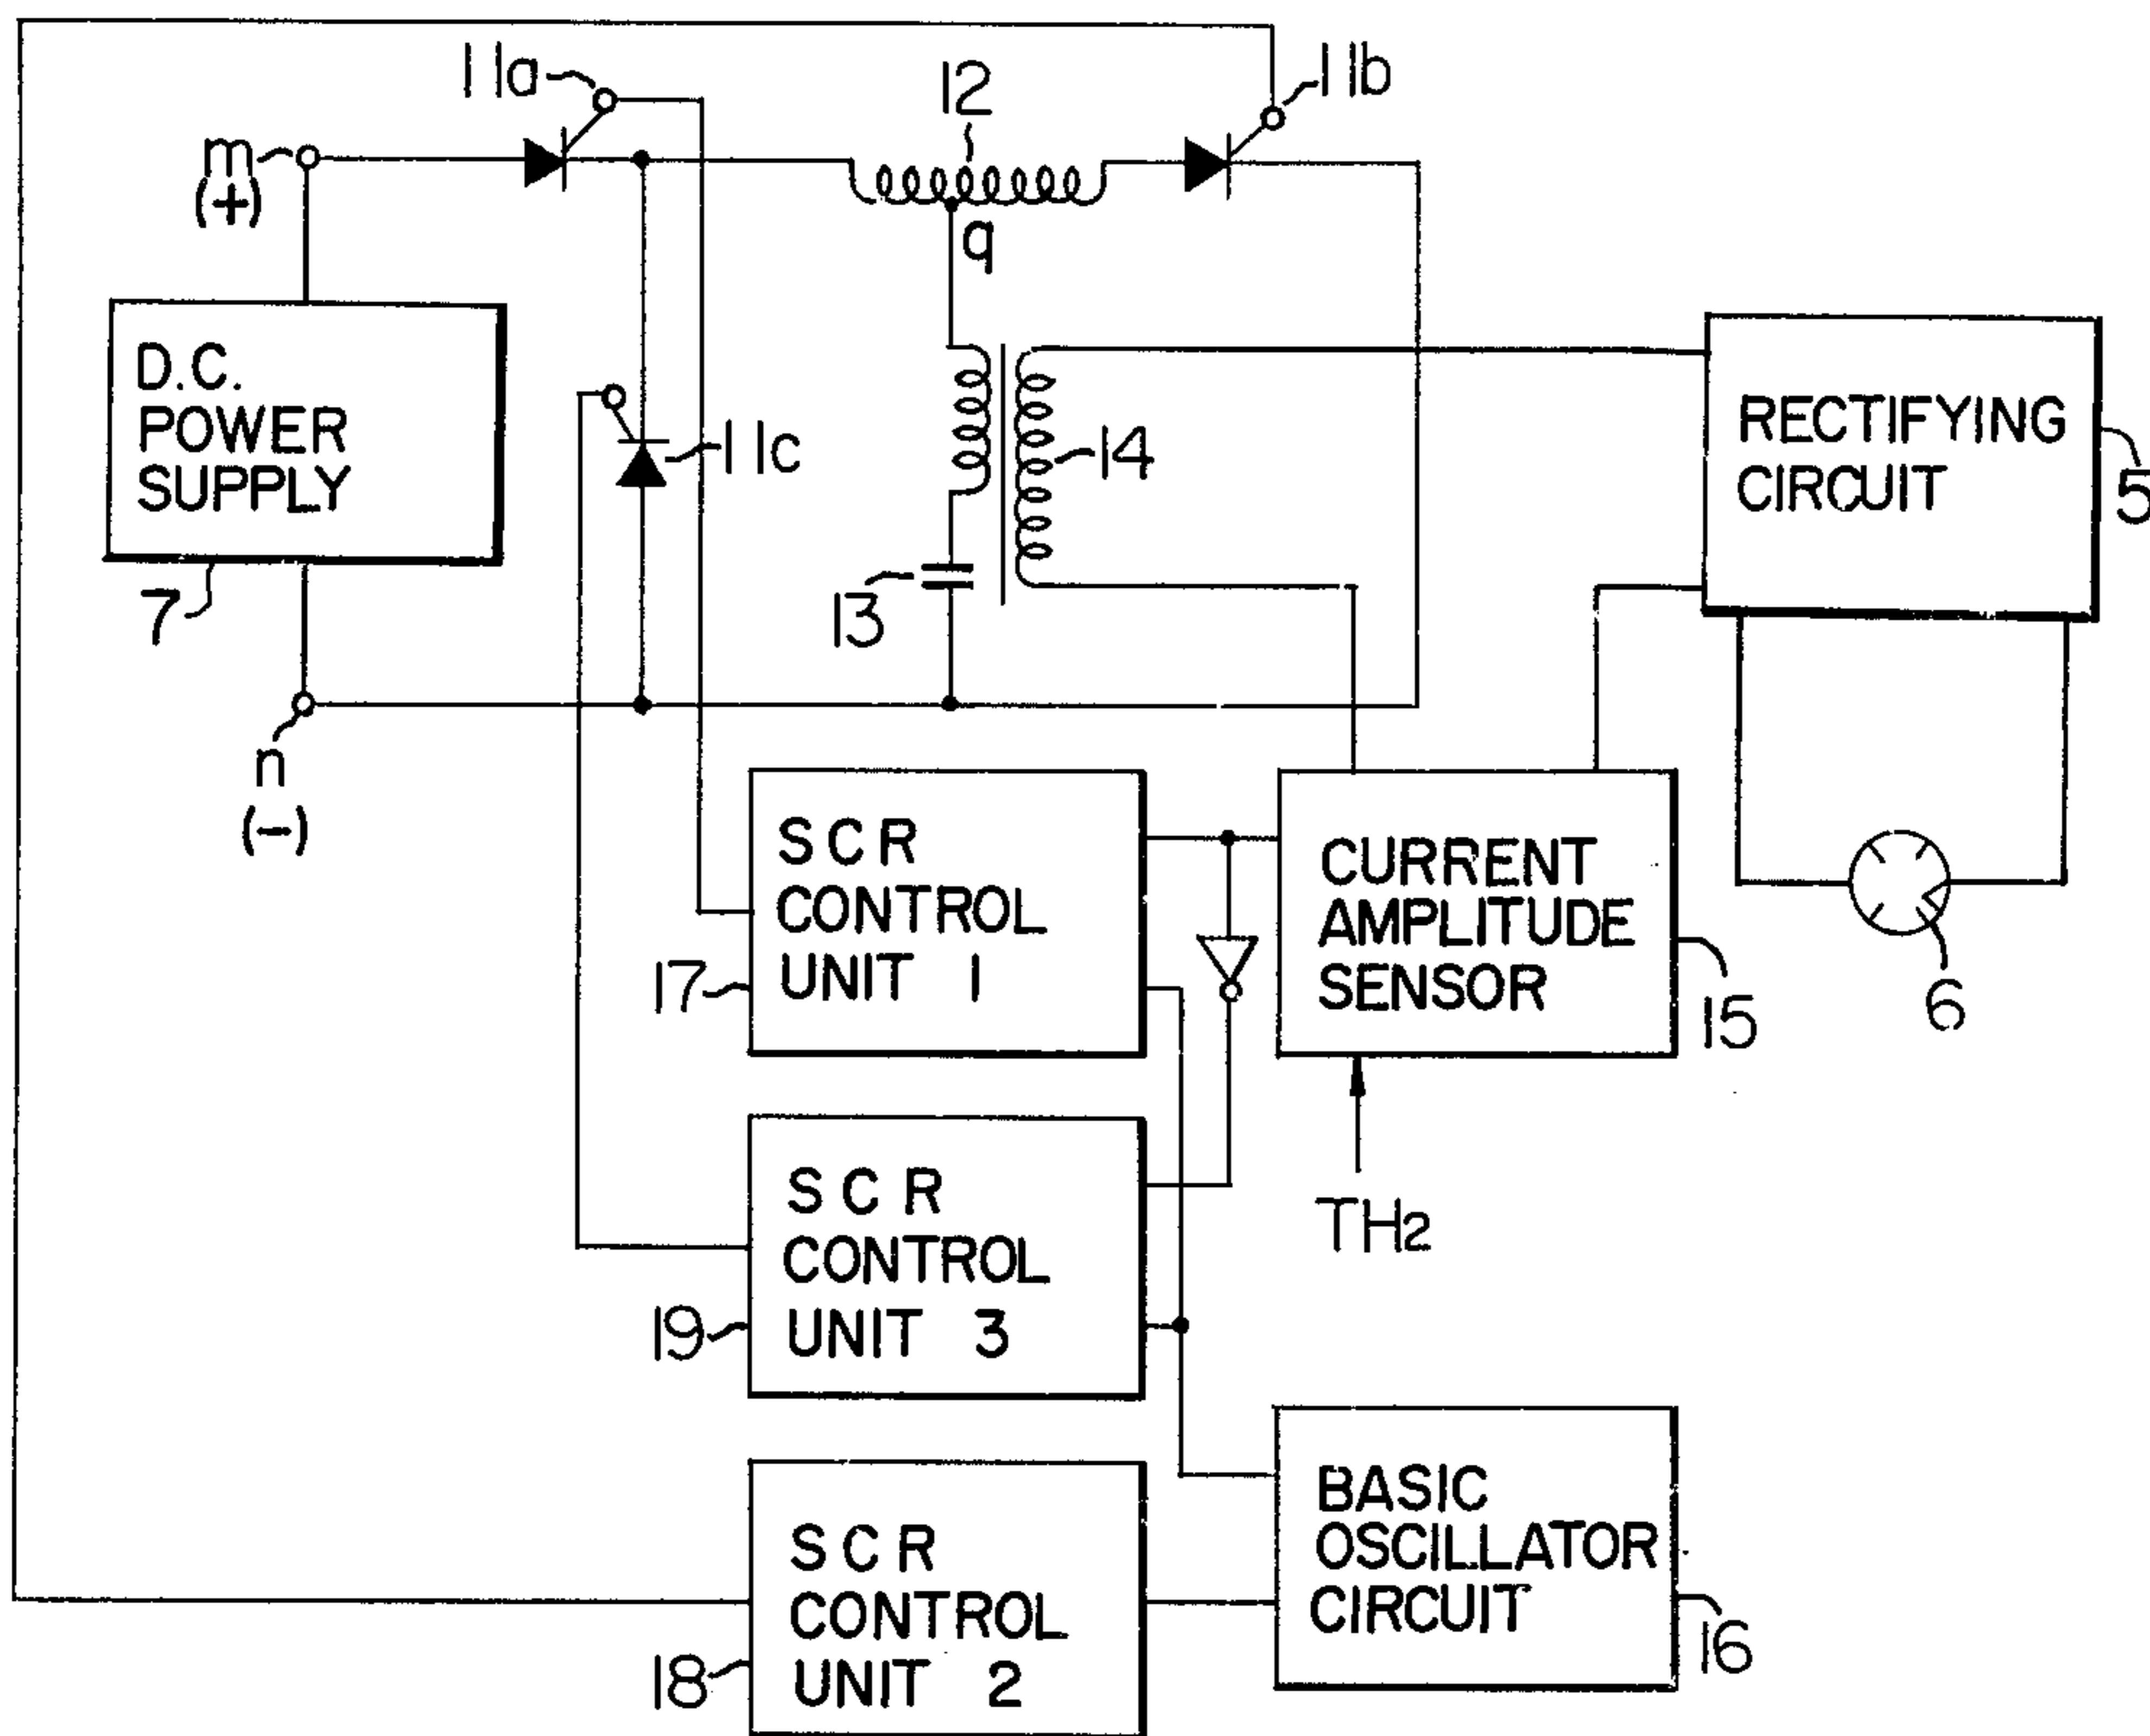 11a
12
11b
m
(+)
q
D.C.
POWER
SUPPLY
7
11c
14
13
RECTIFYING
CIRCUIT
5
n
(-)
SCR
CONTROL
UNIT 1
17
CURRENT
AMPLITUDE
SENSOR
15
6
TH2
SCR
CONTROL
UNIT 3
19
SCR
CONTROL
UNIT 2
18
BASIC
OSCILLATOR
CIRCUIT
16